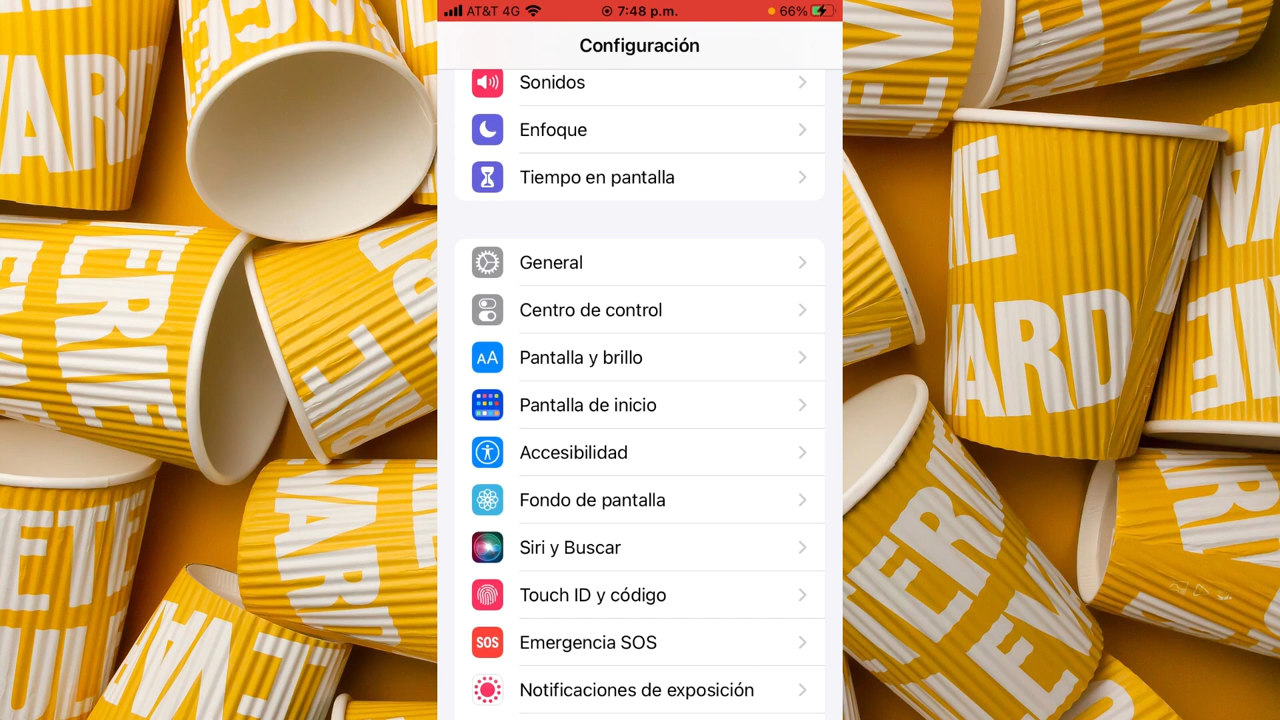 AT&T 4G 7:48 p.m. 66%
Configuración
Sonidos
Enfoque
Tiempo en pantalla
General
Centro de control
AA Pantalla y brillo
Pantalla de inicio
Accesibilidad
Fondo de pantalla
Siri y Buscar
Touch ID y código
SOS Emergencia SOS
Notificaciones de exposición